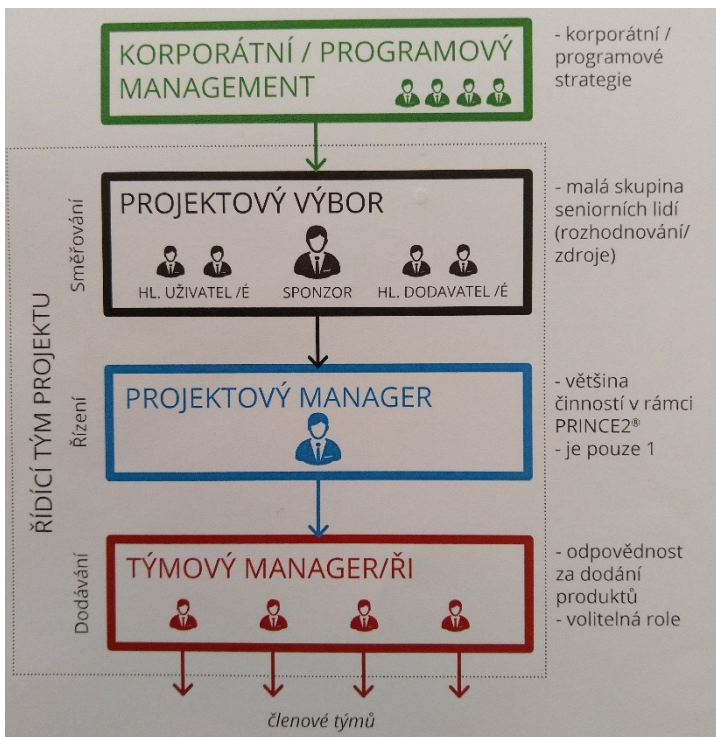 KORPORÁTNÍ / PROGRAMOVÝ
MANAGEMENT
- korporátní /
programové
strategie
ŘÍDÍCÍ TÝM PROJEKTU
Směřování
PROJEKTOVÝ VÝBOR
HL. UŽIVATEL /É
SPONZOR
HL. DODAVATEL /É
- malá skupina
seniorních lidí
(rozhodnování/
zdroje)
Řízení
PROJEKTOVÝ MANAGER
- většina
činností v rámci
PRINCE2®
- je pouze 1
Dodávání
TÝMOVÝ MANAGER/ŘI
- odpovědnost
za dodání
produktů
- volitelná role
členové týmů